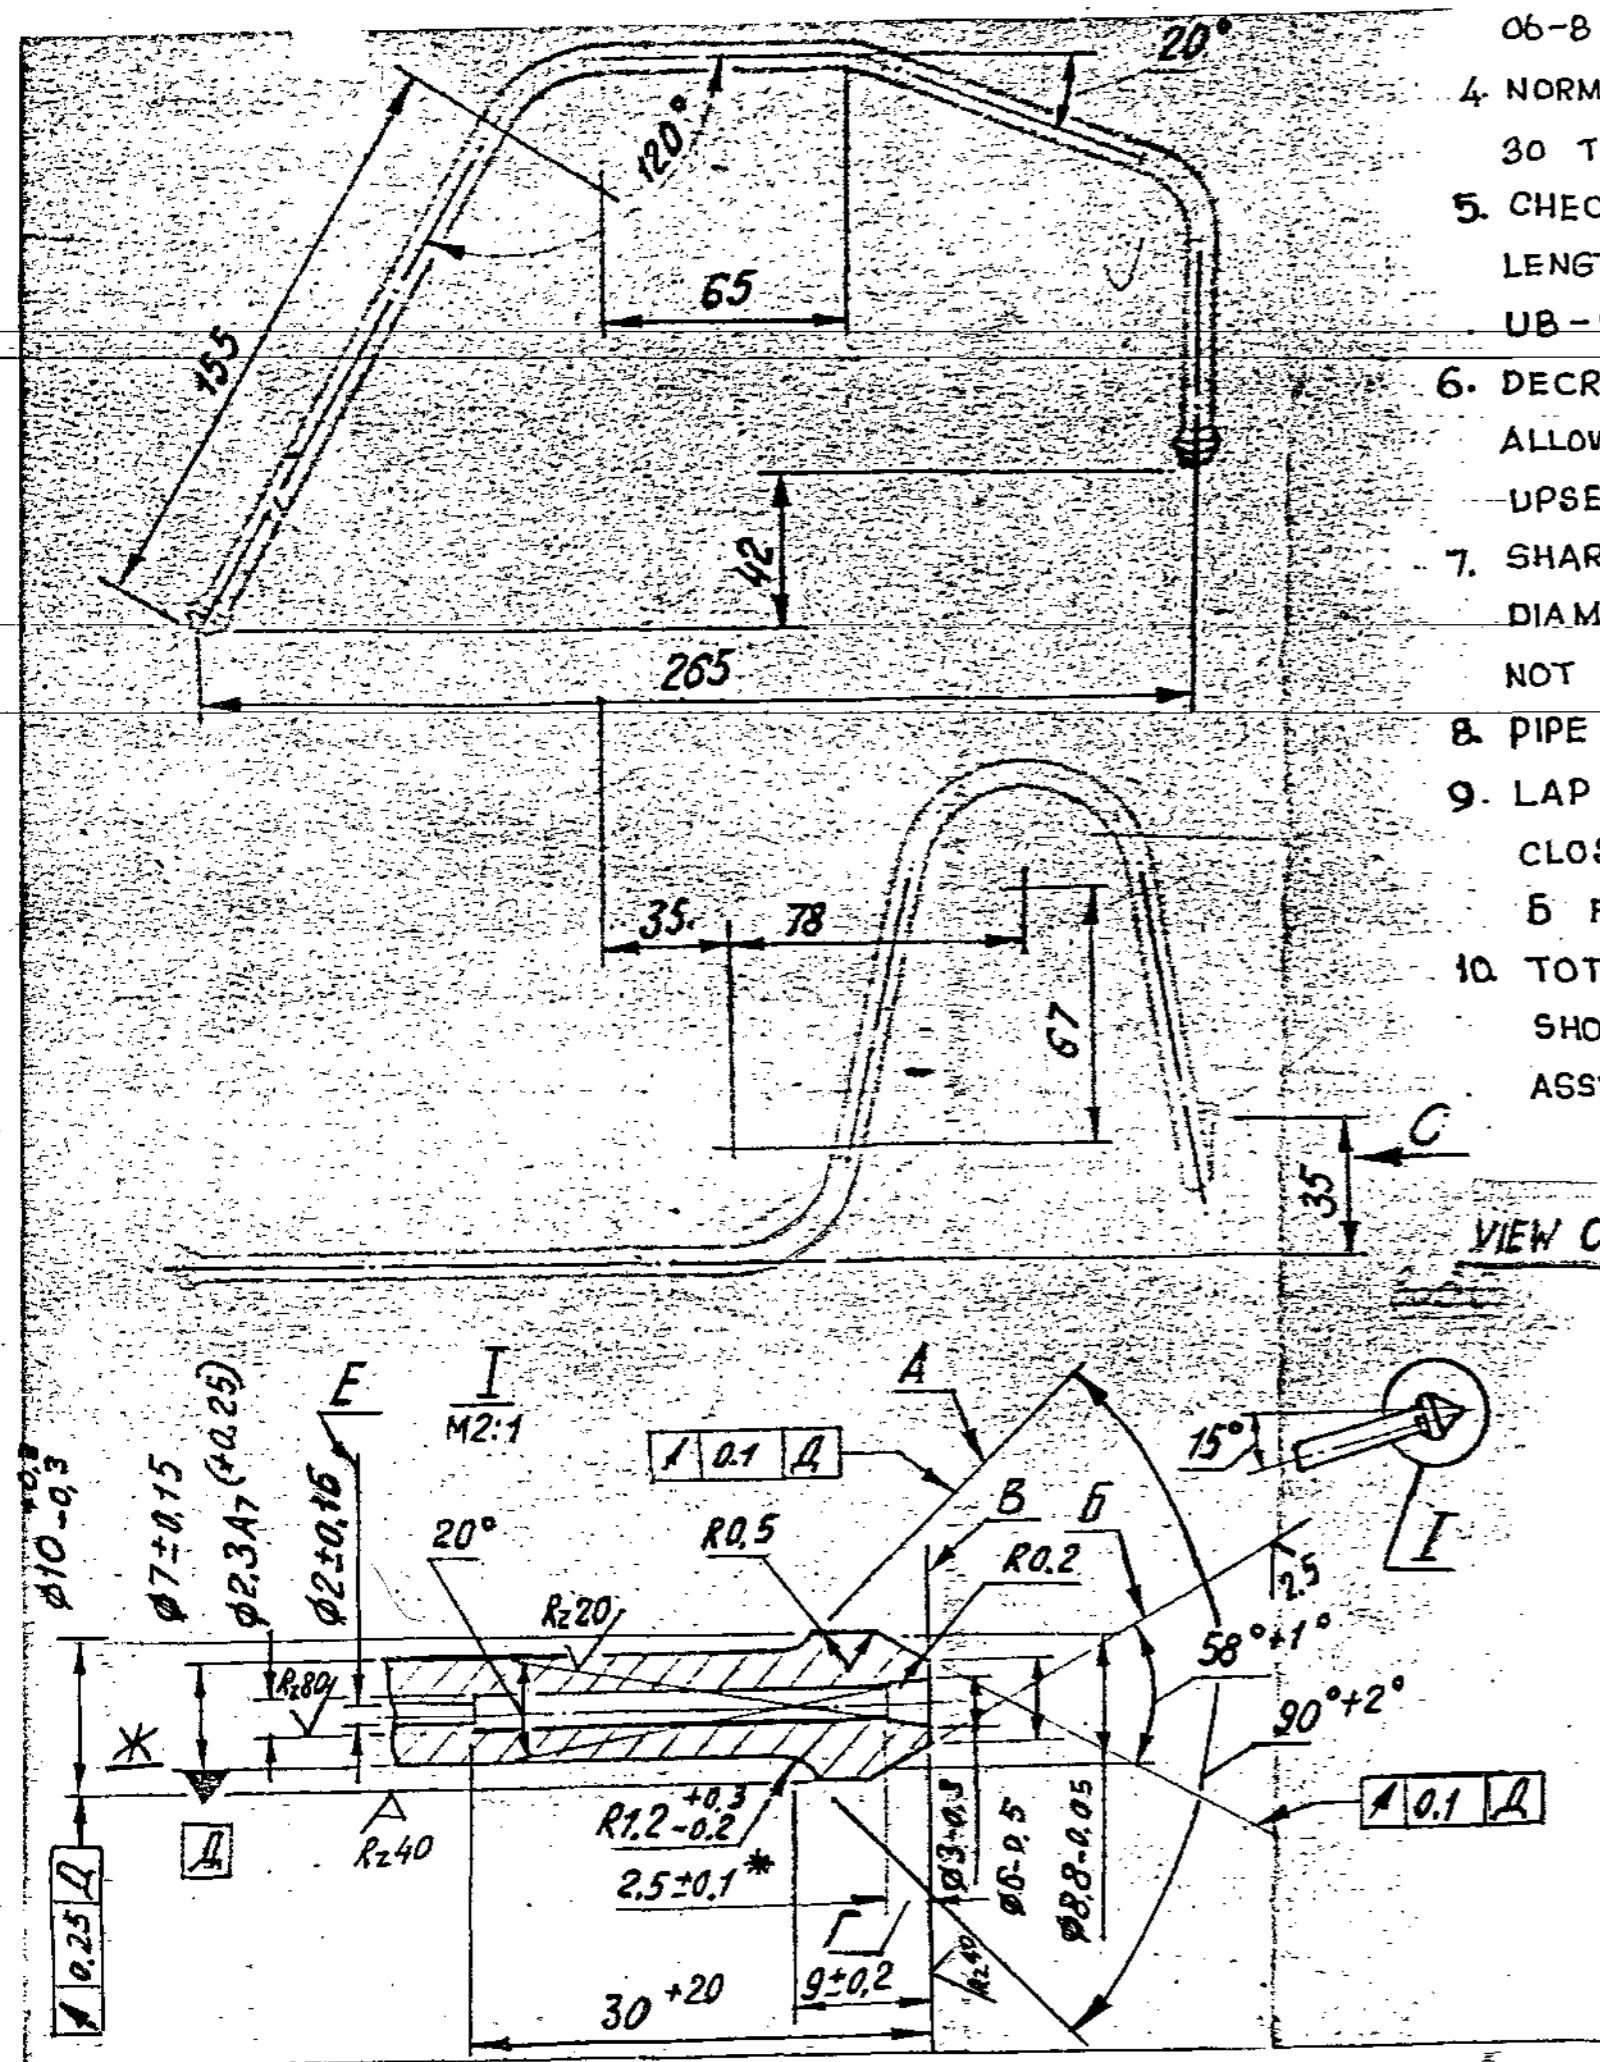 20°
120°
65
155
42
265
35
78
67
35
C
06-8
4. NORM
30 T
5. CHEC
LENGT
UB-
6. DECR
ALLOW
UPSE
7. SHAR
DIAM
NOT
8. PIPE
9. LAP
CLOS
Б
10. TOT
SHO
ASSY
VIEW C
15°
I
E
I
M2:1
A
0.1 Д
В
Б
R0,5
R0.2
2.5
58°+1°
90°+2°
0.1 Д
-0,3
Ø10
Ø7±0,15
Ø2,3A7(+0,25)
Ø2±0,16
20°
Rz20
Rz80
Ж
Д
Rz40
0.25 Д
+0,3
R1.2-0.2
2.5±0.1*
Г
9±0,2
30+20
Rz40
Ø6-0,5
Ø8,8-0,05